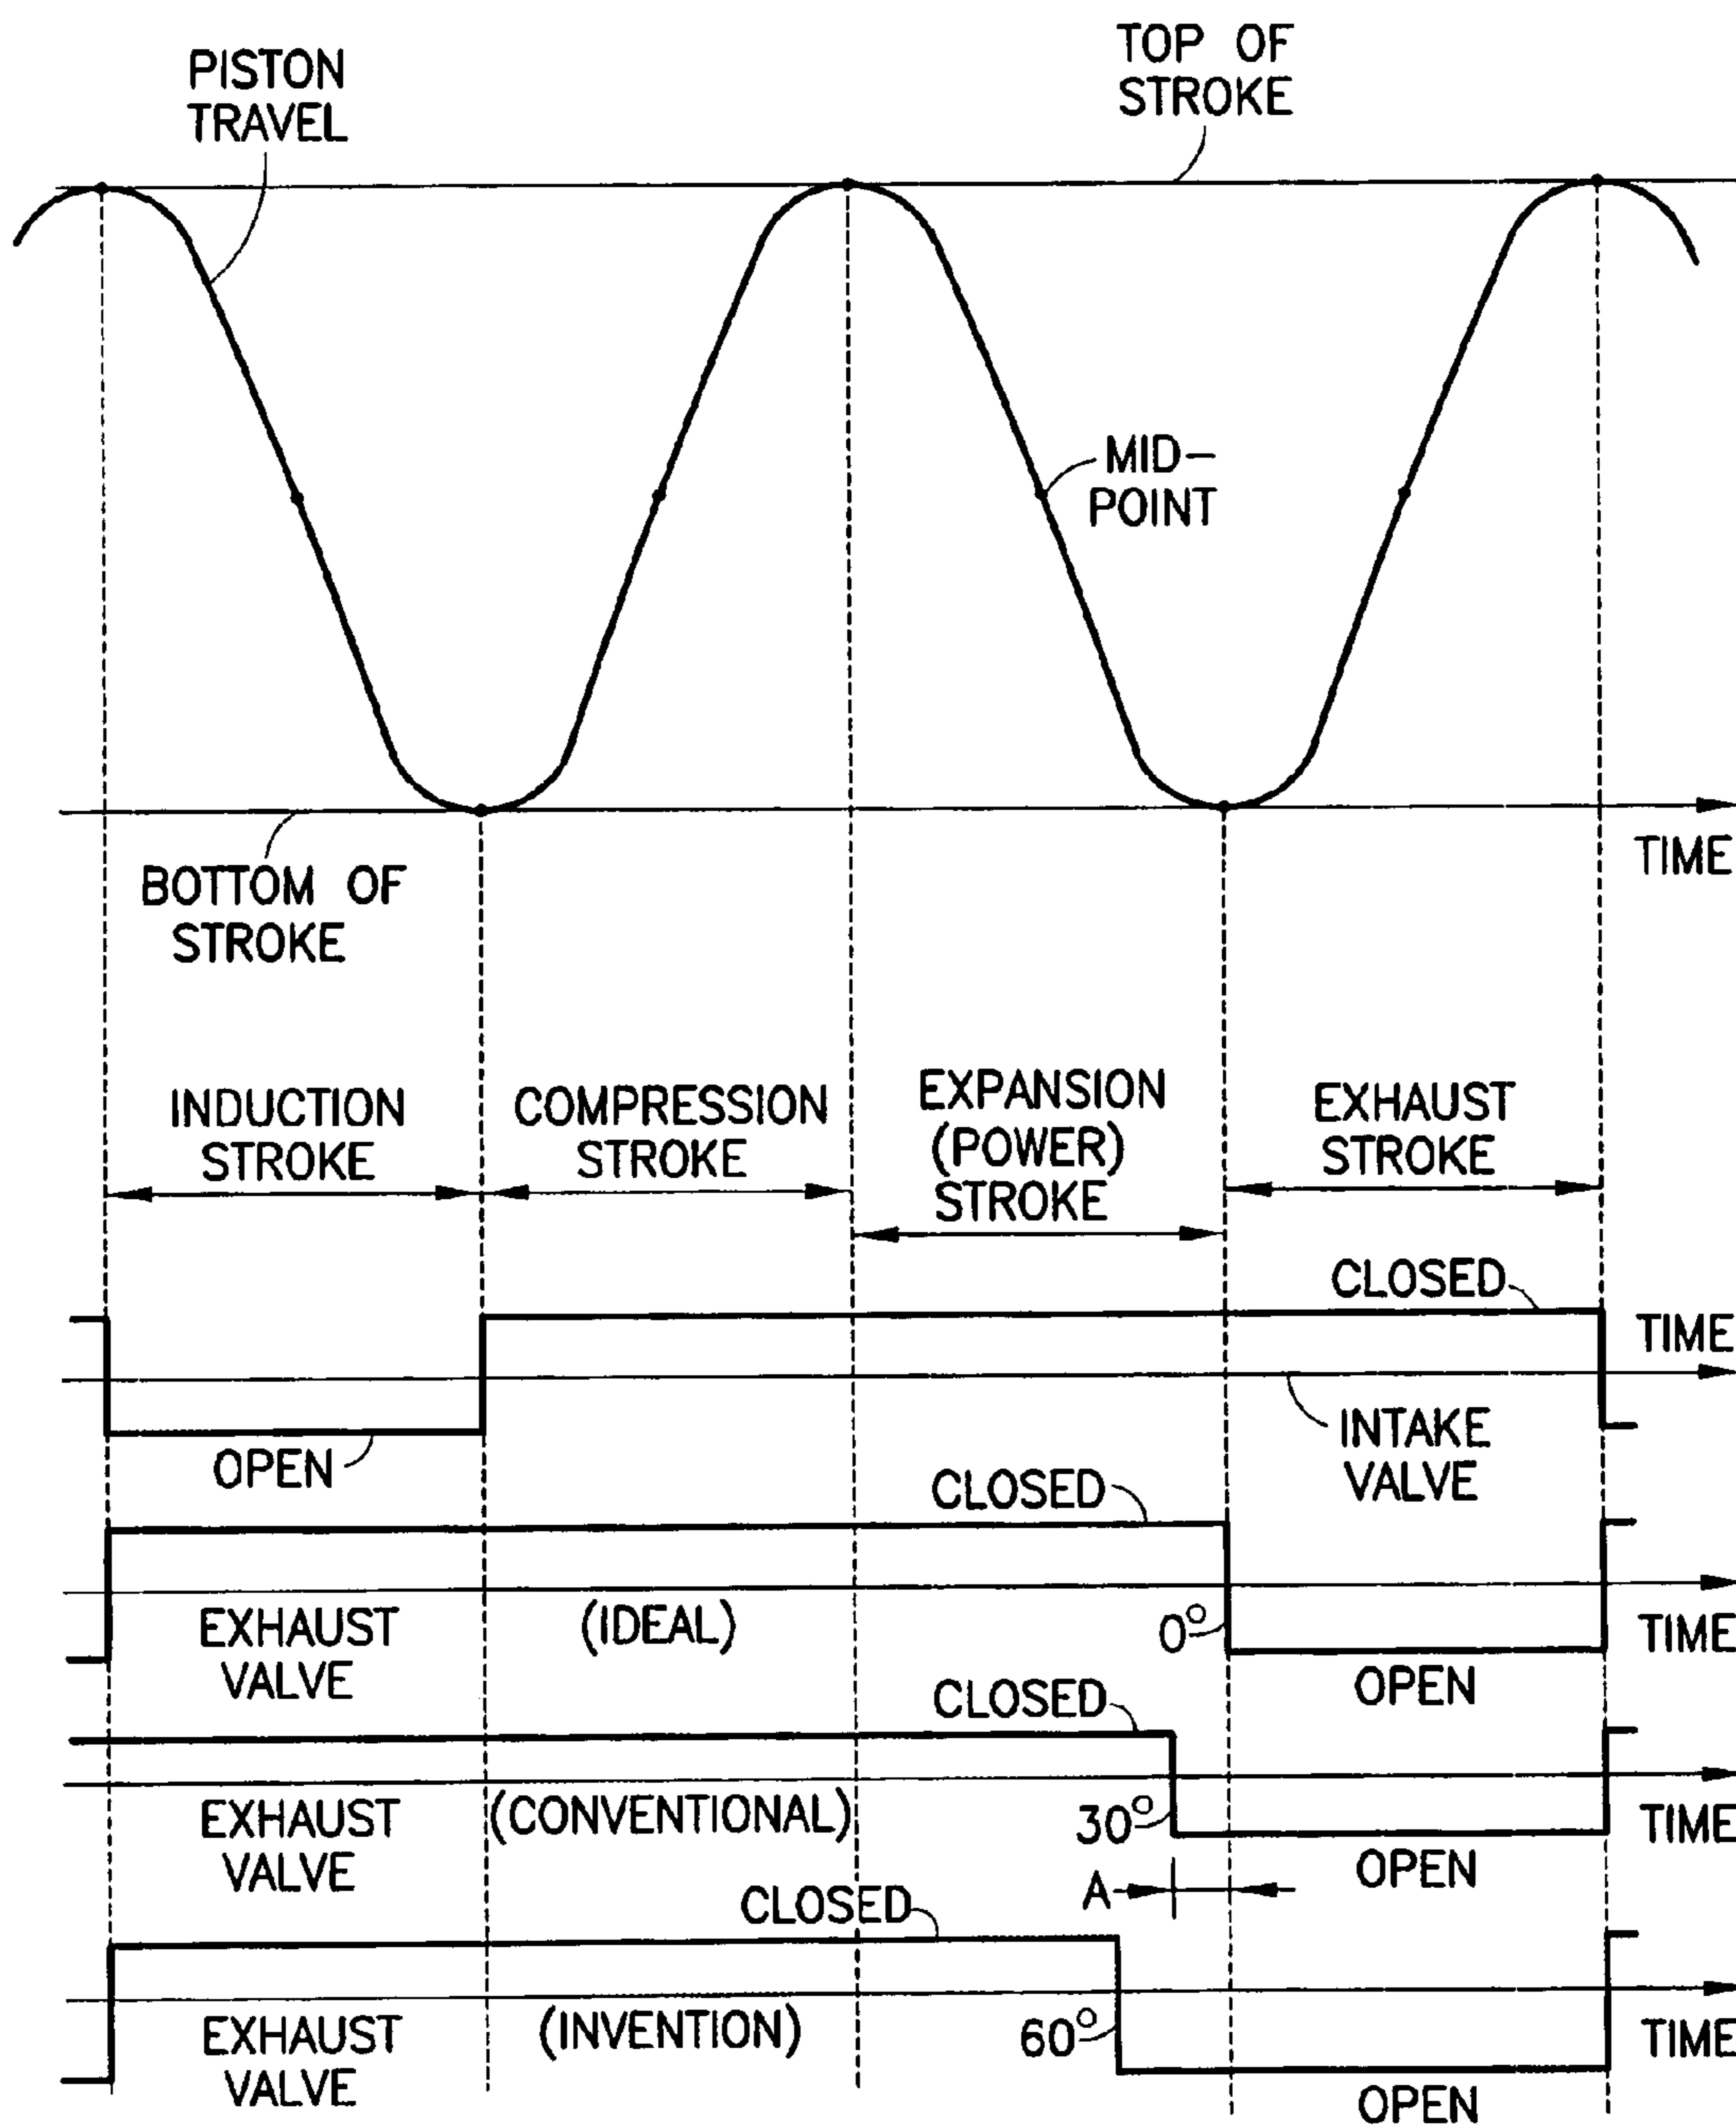 TOP OF
STROKE
PISTON
TRAVEL
MID-
POINT
TIME
BOTTOM OF
STROKE
INDUCTION
STROKE
COMPRESSION
STROKE
EXPANSION
(POWER)
STROKE
EXHAUST
STROKE
CLOSED
TIME
OPEN
INTAKE
VALVE
CLOSED
EXHAUST
VALVE
(IDEAL)
0°
TIME
OPEN
CLOSED
EXHAUST
VALVE
(CONVENTIONAL)
30°
TIME
OPEN
A
CLOSED
EXHAUST
VALVE
(INVENTION)
60°
TIME
OPEN